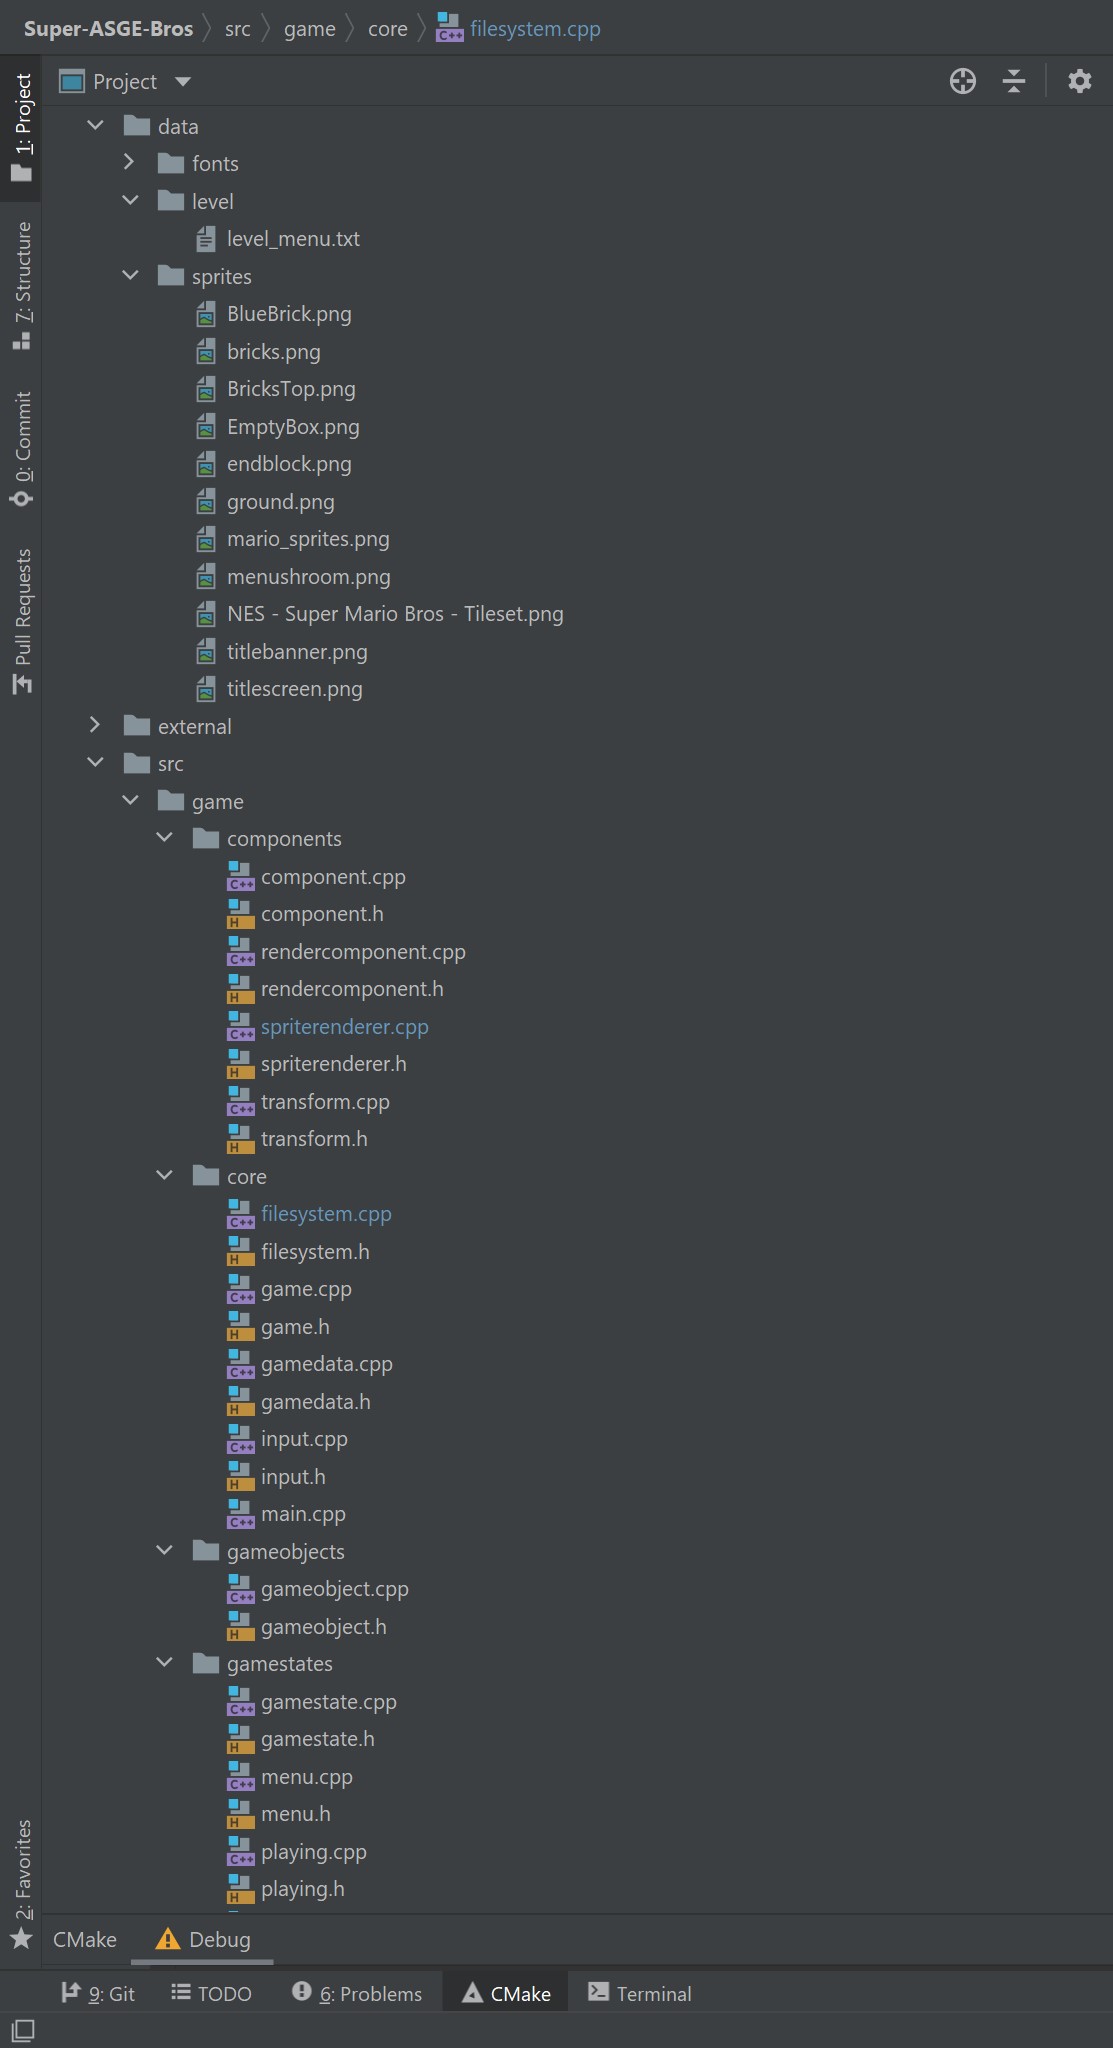 Super-ASGE-Bros src game core filesystem.cpp
Project
1: Project
7: Structure
0: Commit
Pull Requests
2: Favorites
data
fonts
level
level_menu.txt
sprites
BlueBrick.png
bricks.png
BricksTop.png
EmptyBox.png
endblock.png
ground.png
mario_sprites.png
menushroom.png
NES - Super Mario Bros - Tileset.png
titlebanner.png
titlescreen.png
external
src
game
components
C++ component.cpp
H component.h
C++ rendercomponent.cpp
H rendercomponent.h
C++ spriterenderer.cpp
H spriterenderer.h
C++ transform.cpp
H transform.h
core
C++ filesystem.cpp
H filesystem.h
C++ game.cpp
H game.h
C++ gamedata.cpp
H gamedata.h
C++ input.cpp
H input.h
C++ main.cpp
gameobjects
C++ gameobject.cpp
H gameobject.h
gamestates
C++ gamestate.cpp
H gamestate.h
C++ menu.cpp
H menu.h
C++ playing.cpp
H playing.h
CMake Debug
9: Git TODO 6: Problems CMake Terminal